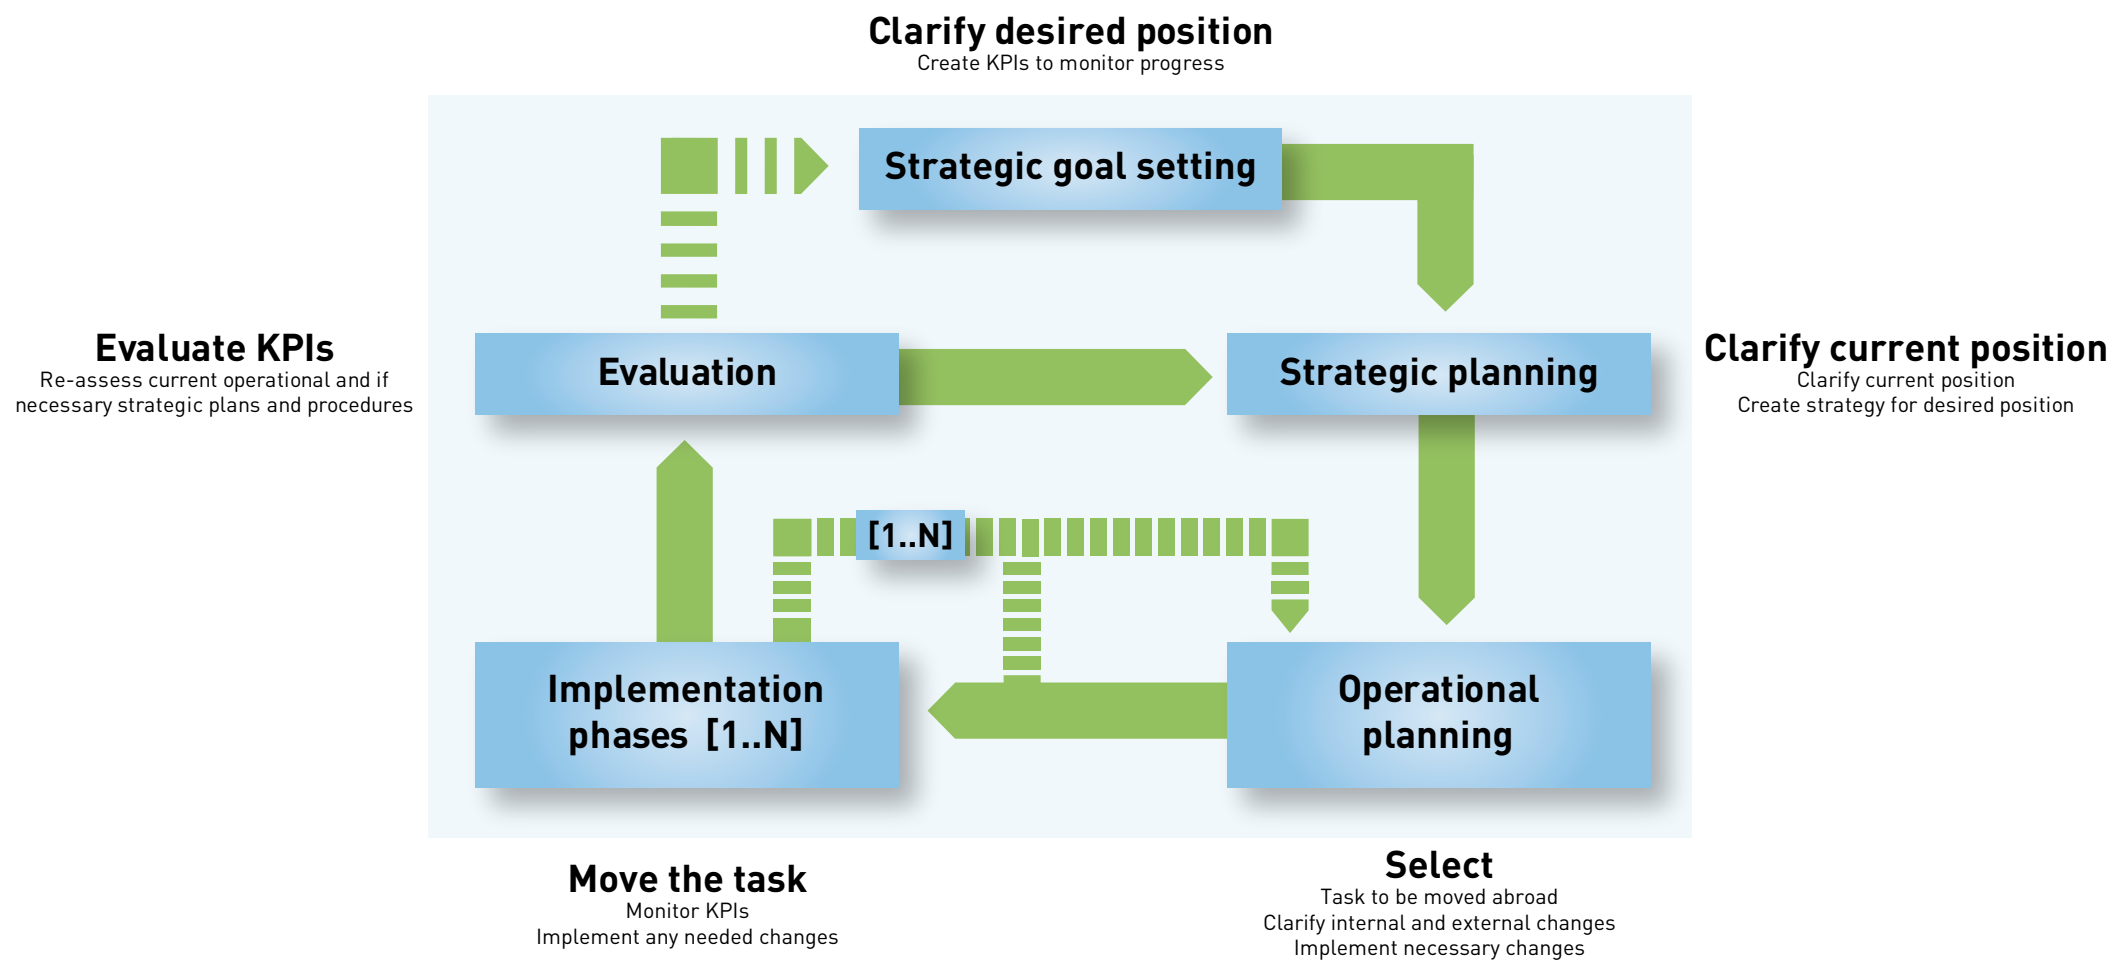 Clarify desired position
Create KPIs to monitor progress
Strategic goal setting
Evaluate KPIs
Re-assess current operational and if
necessary strategic plans and procedures
Evaluation
Strategic planning
Clarify current position
Clarify current position
Create strategy for desired position
[1..N]
Implementation
phases [1..N]
Operational
planning
Move the task
Monitor KPIs
Implement any needed changes
Select
Task to be moved abroad
Clarify internal and external changes
Implement necessary changes